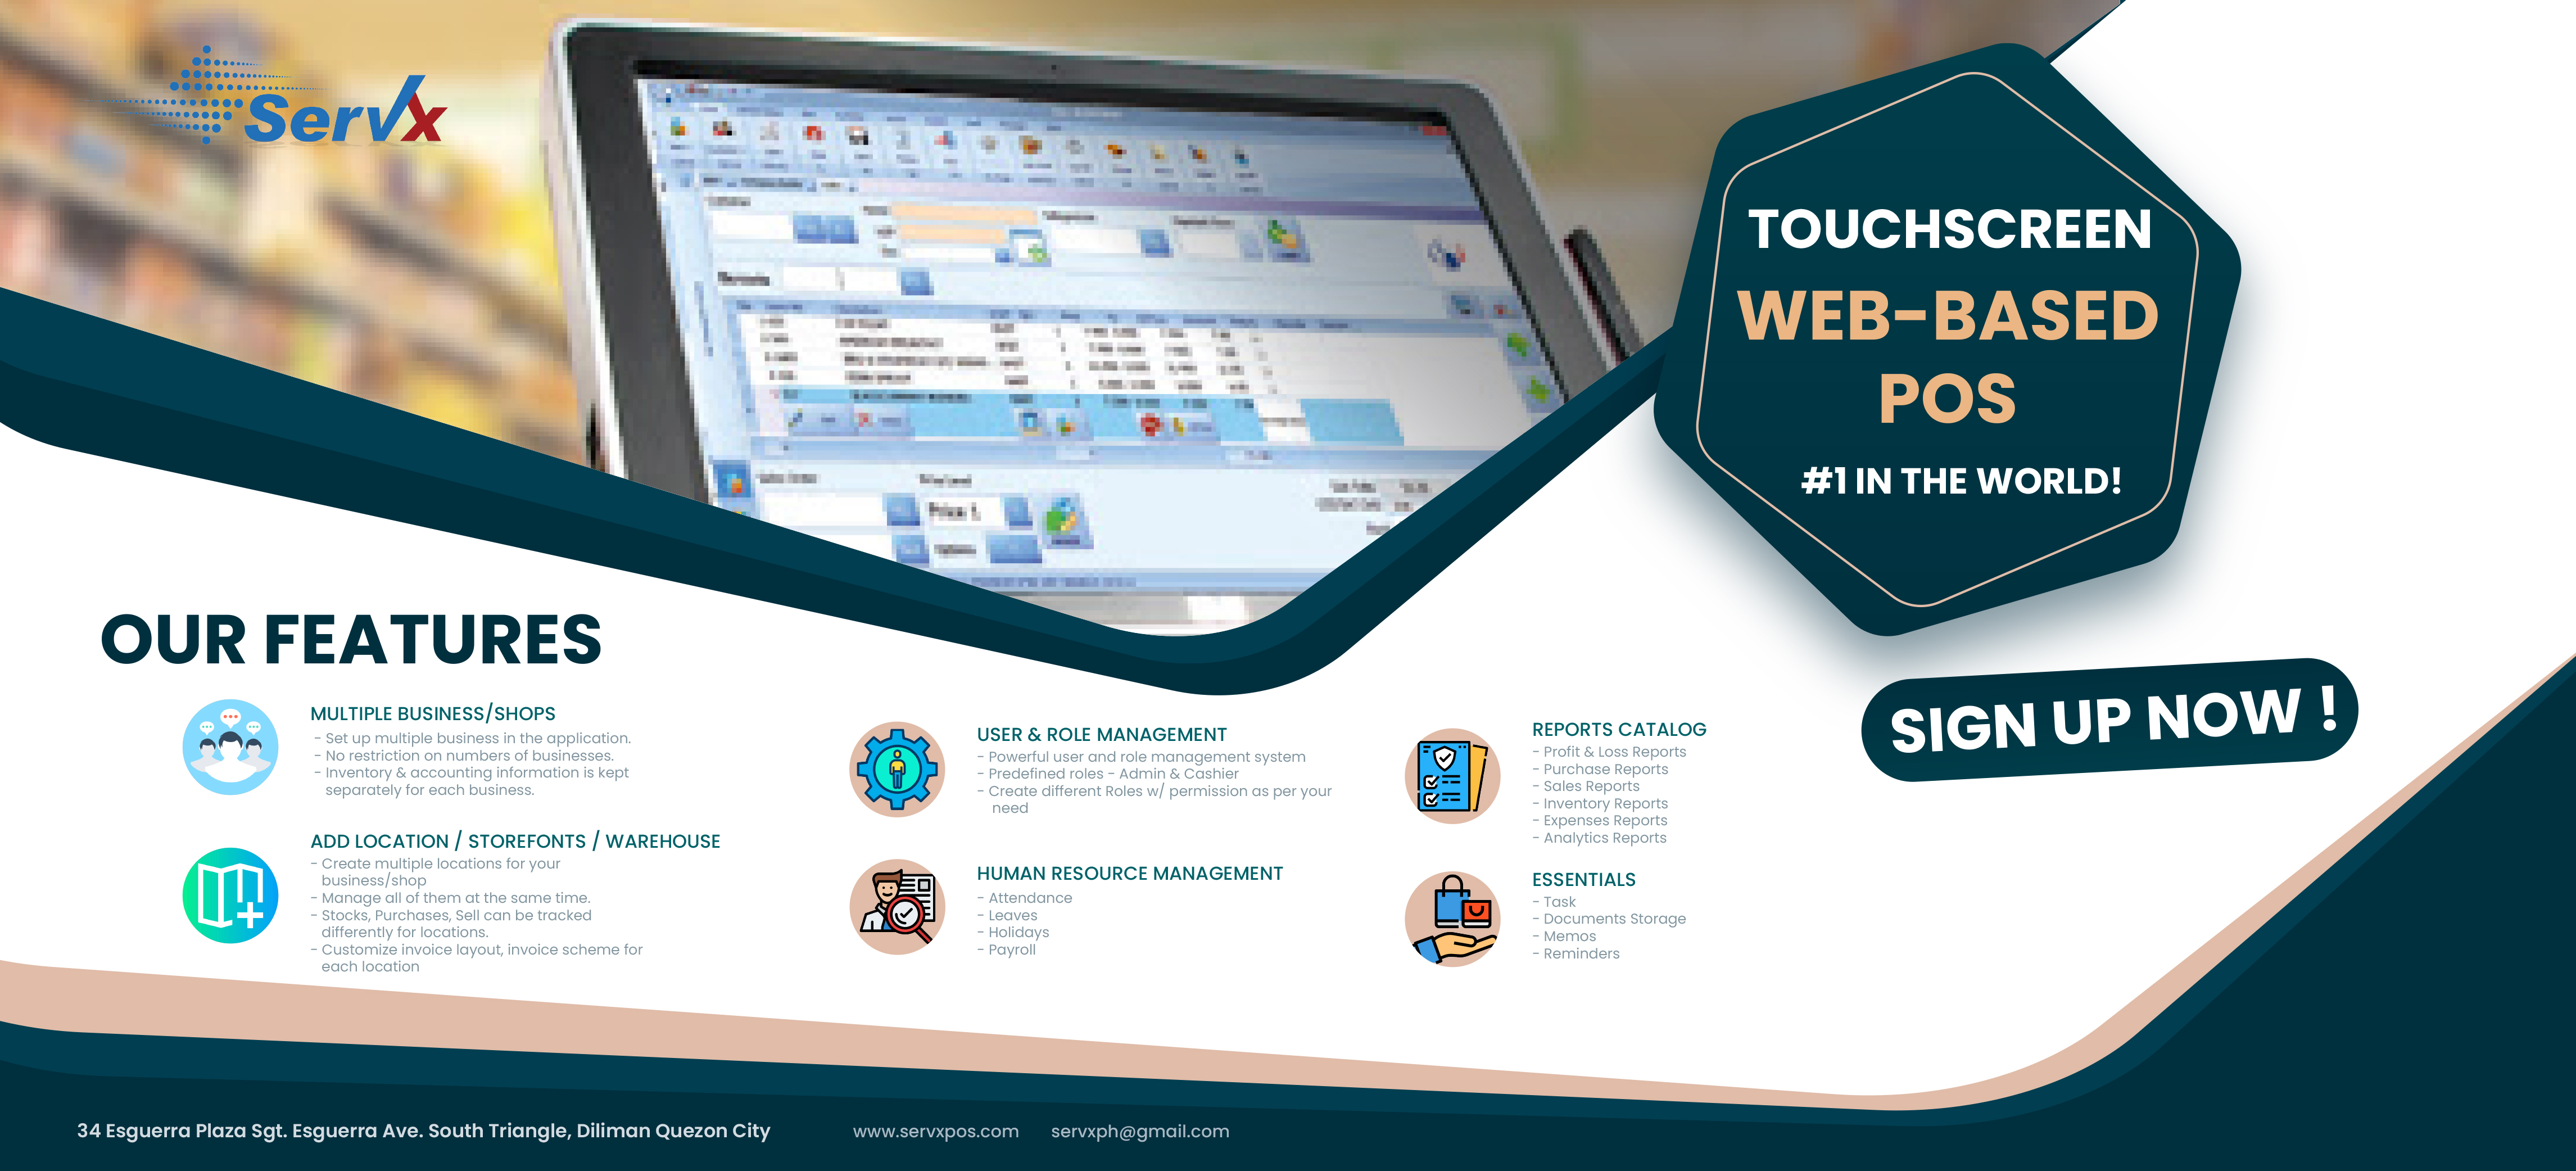 Servx
TOUCHSCREEN
WEB-BASED
POS
#1 IN THE WORLD!
SIGN UP NOW !
OUR FEATURES
MULTIPLE BUSINESS/SHOPS
- Set up multiple business in the application.
- No restriction on numbers of businesses.
- Inventory & accounting information is kept
separately for each business.
ADD LOCATION / STOREFONTS / WAREHOUSE
- Create multiple locations for your
business/shop
- Manage all of them at the same time.
- Stocks, Purchases, Sell can be tracked
differently for locations.
- Customize invoice layout, invoice scheme for
each location
USER & ROLE MANAGEMENT
- Powerful user and role management system
- Predefined roles - Admin & Cashier
- Create different Roles w/ permission as per your
need
HUMAN RESOURCE MANAGEMENT
- Attendance
- Leaves
- Holidays
- Payroll
REPORTS CATALOG
- Profit & Loss Reports
- Purchase Reports
- Sales Reports
- Inventory Reports
- Expenses Reports
- Analytics Reports
ESSENTIALS
- Task
- Documents Storage
- Memos
- Reminders
34 Esguerra Plaza Sgt. Esguerra Ave. South Triangle, Diliman Quezon City
www.servxpos.com
servxph@gmail.com